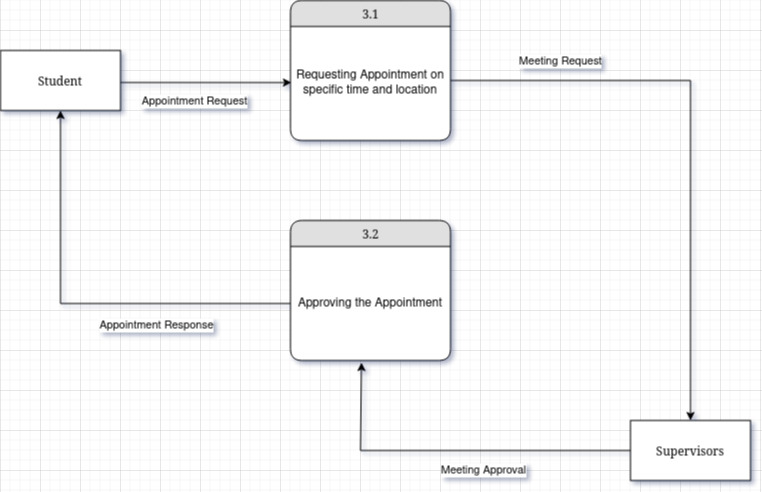 3.1
Requesting Appointment on
specific time and location
Meeting Request
Student
Appointment Request
3.2
Approving the Appointment
Appointment Response
Supervisors
Meeting Approval